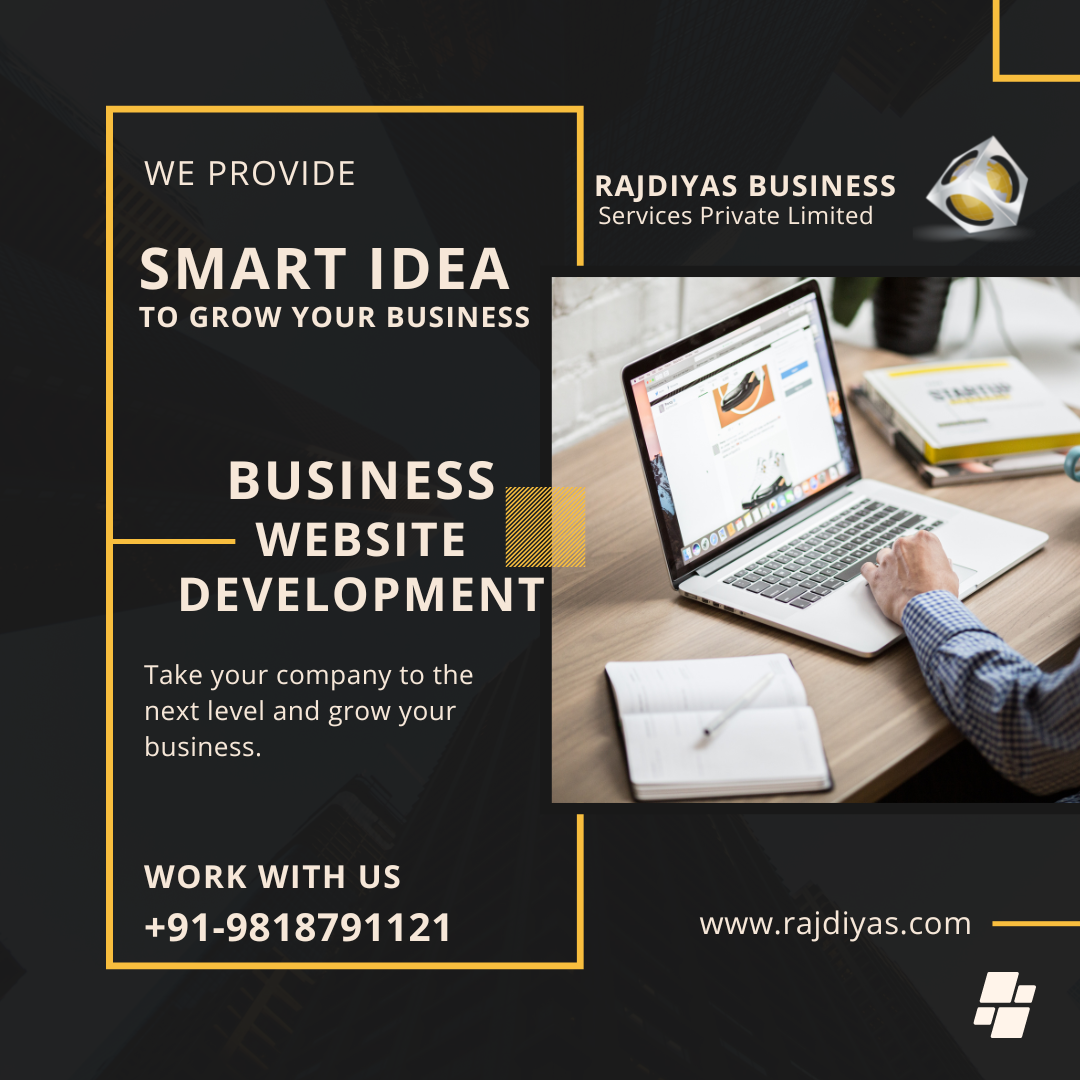 WE PROVIDE
SMART IDEA
TO GROW YOUR BUSINESS
RAJDIYAS BUSINESS
Services Private Limited
BUSINESS
WEBSITE
DEVELOPMENT
STARTUP
Take your company to the
next level and grow your
business.
WORK WITH US
+91-9818791121
www.rajdiyas.com